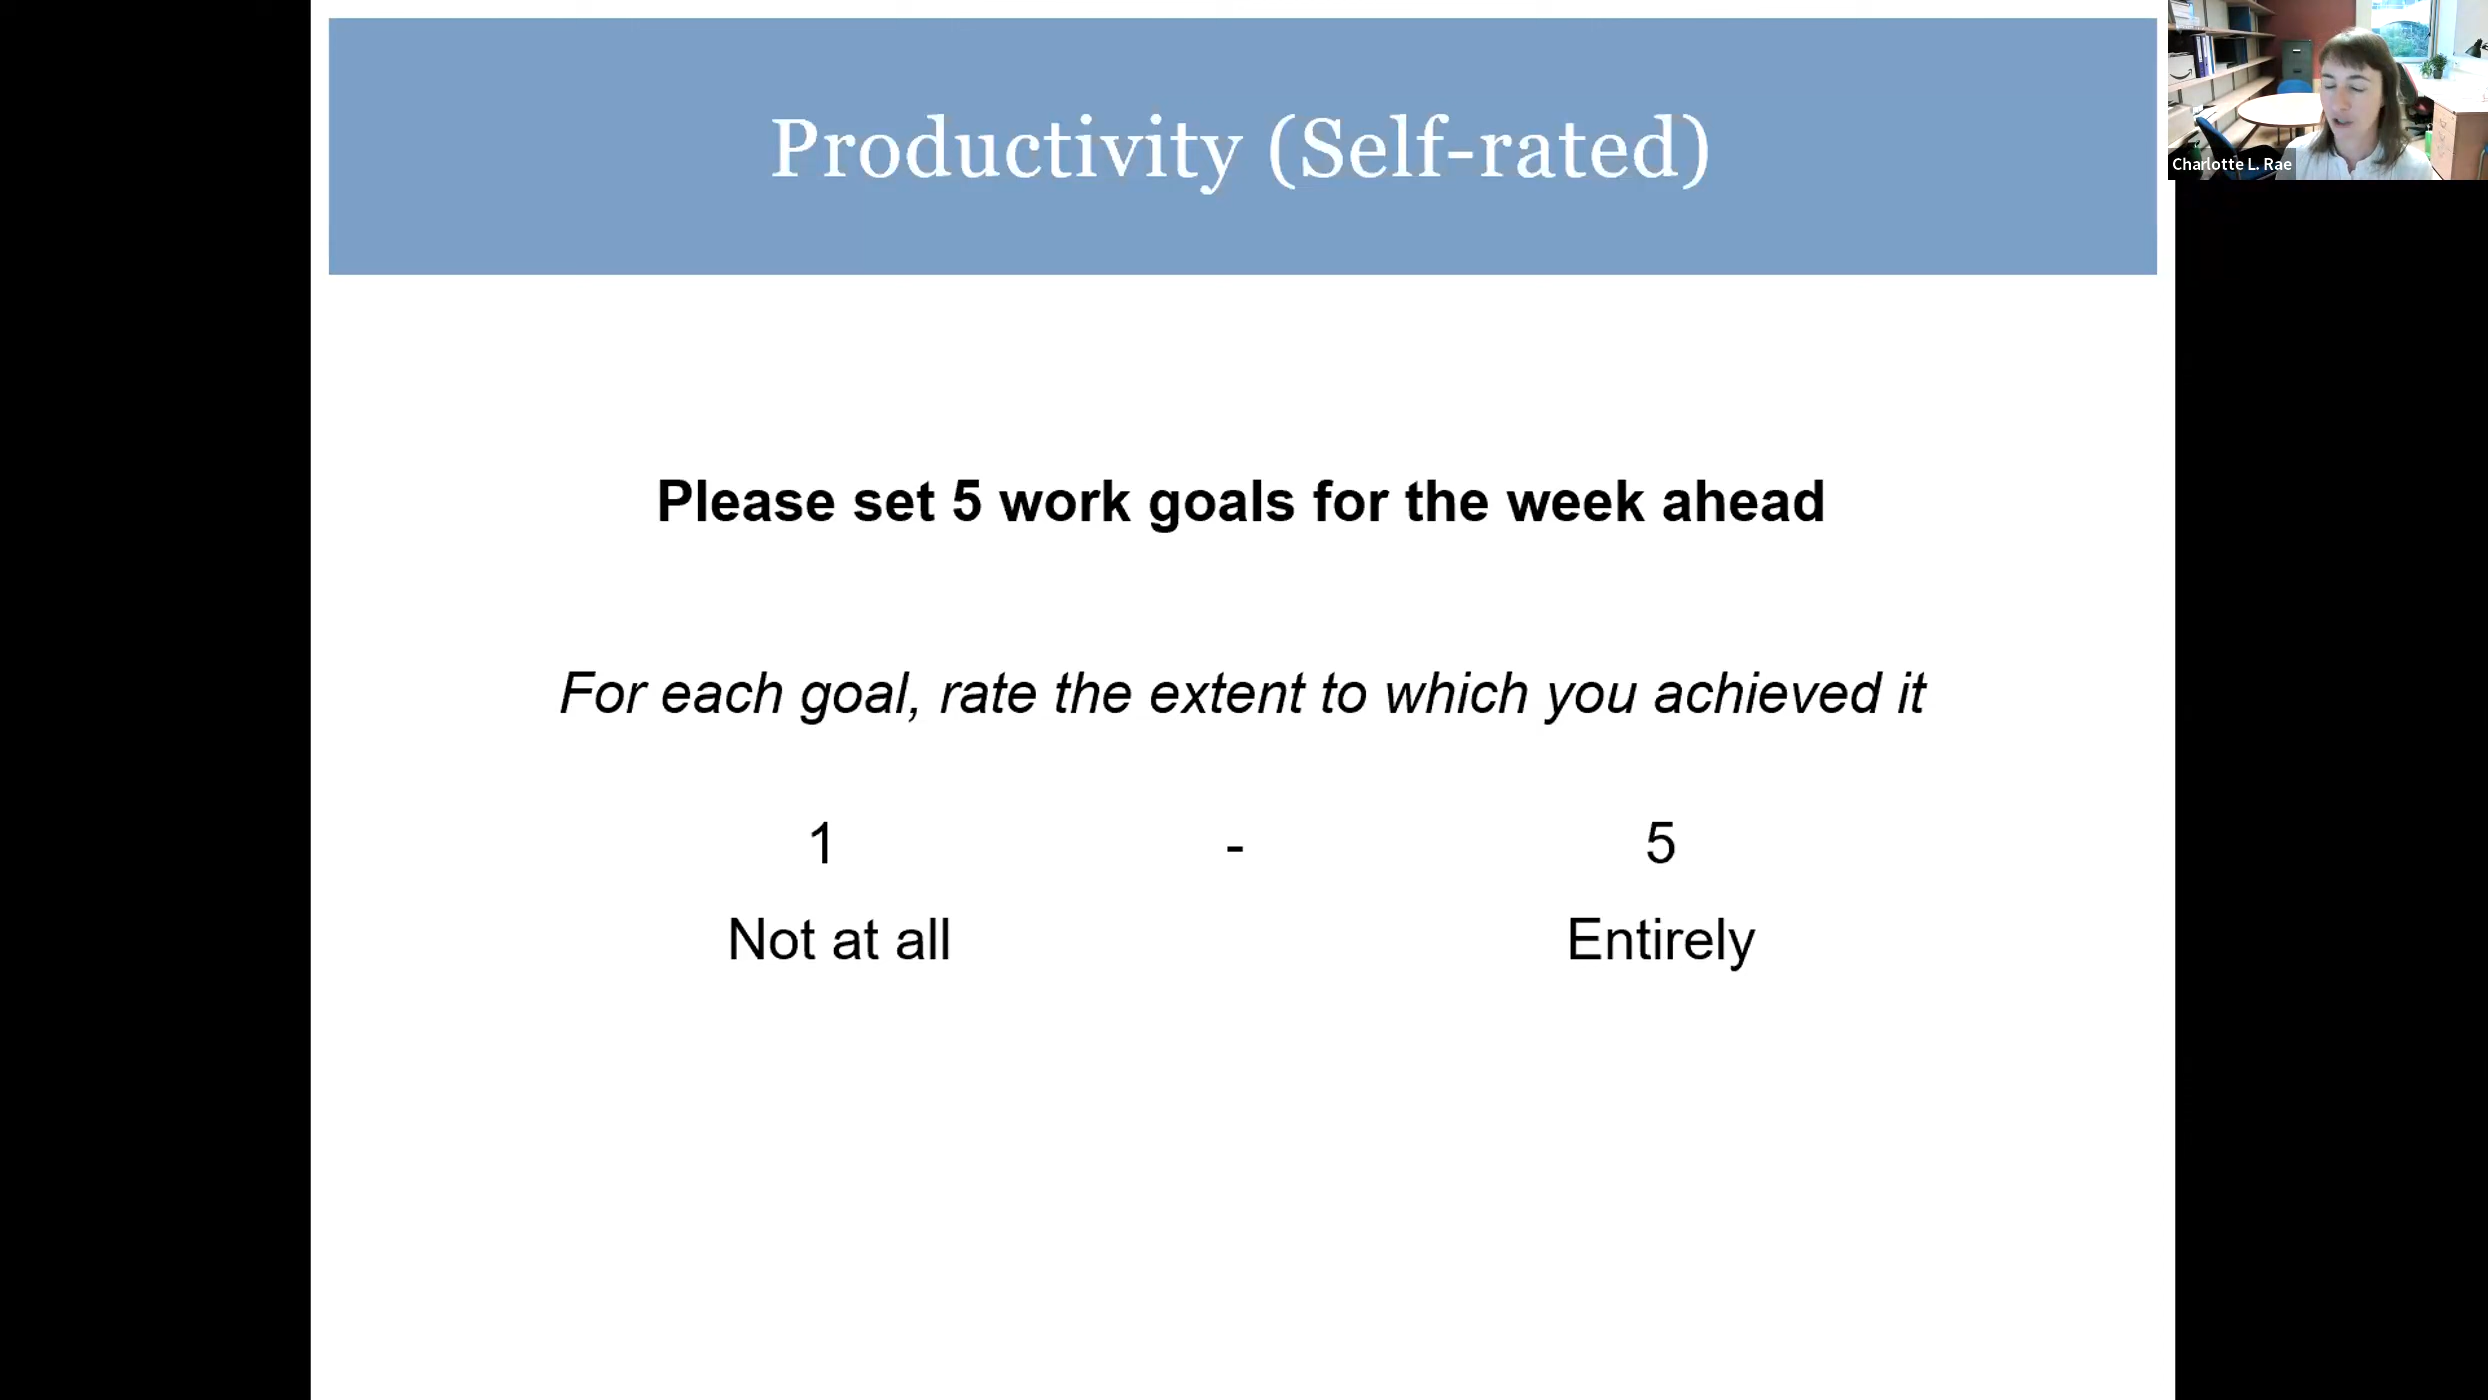 Productivity (Self-rated)
Charlotte L. Rae
Please set 5 work goals for the week ahead
For each goal, rate the extent to which you achieved it
1 - 5
Not at all Entirely